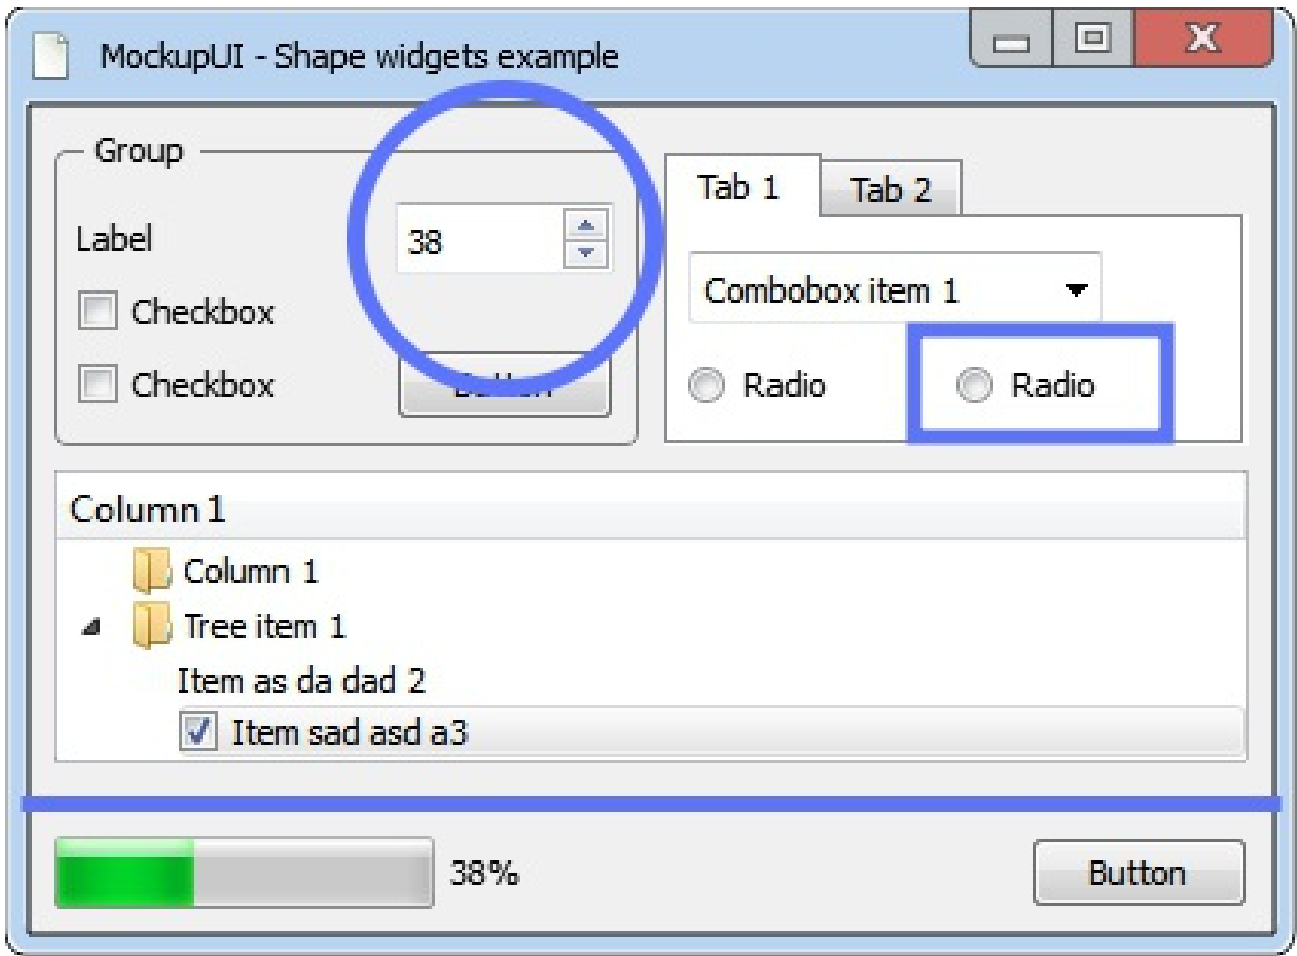 MockupUI - Shape widgets example
Group
Label
38
Checkbox
Checkbox
Button
Tab 1
Tab 2
Combobox item 1
Radio
Radio
Column 1
Column 1
Tree item 1
Item as da dad 2
Item sad asd a3
38%
Button